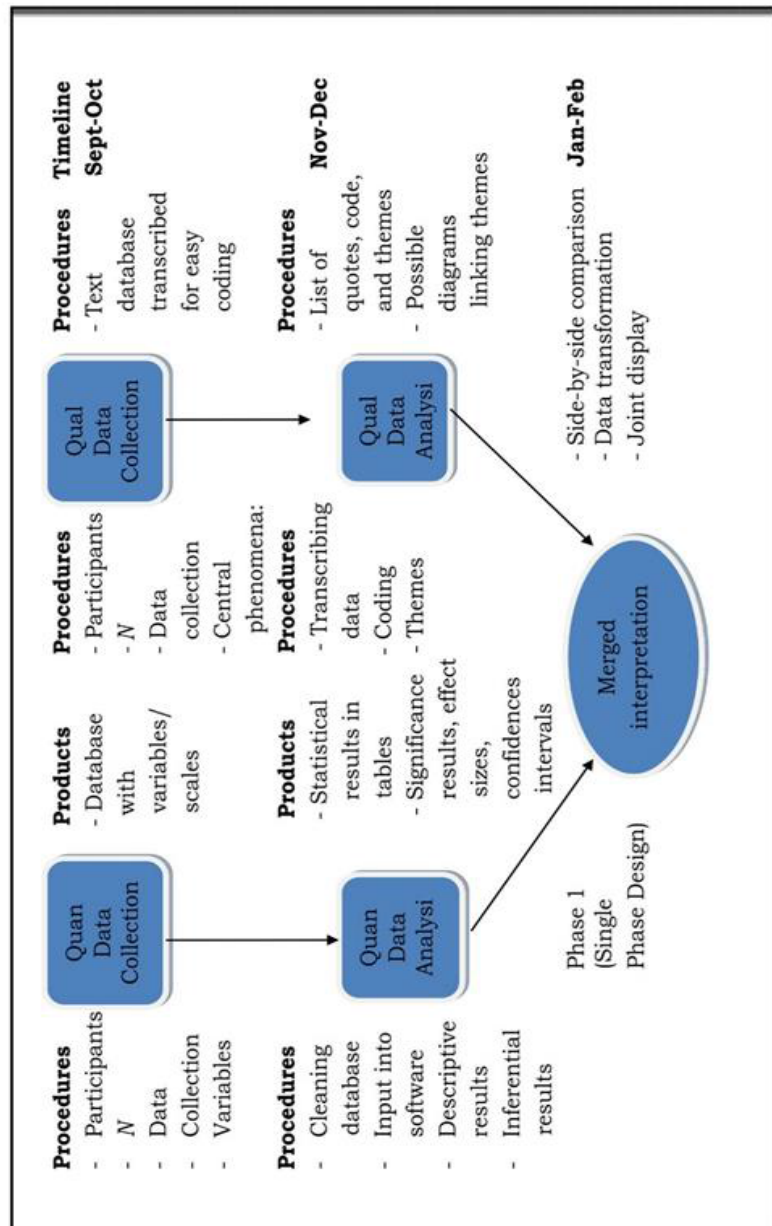 Procedures
- Participants
- N
- Data
- Collection
- Variables
Quan
Data
Collection
Products
- Database
with
variables/
scales
Procedures
- Participants
- N
- Data
collection
- Central
phenomena:
Qual
Data
Collection
Procedures
- Text
database
transcribed
for easy
coding
Timeline
Sept-Oct
Procedures
- Cleaning
database
- Input into
software
- Descriptive
results
- Inferential
results
Quan
Data
Analysi
Products
- Statistical
results in
tables
- Significance
results, effect
sizes,
confidences
intervals
Procedures
- Transcribing
data
- Coding
- Themes
Qual
Data
Analysi
Procedures
- List of
quotes, code,
and themes
- Possible
diagrams
linking themes
Nov-Dec
Phase 1
(Single
Phase Design)
Merged
interpretation
- Side-by-side comparison
- Data transformation
- Joint display
Jan-Feb